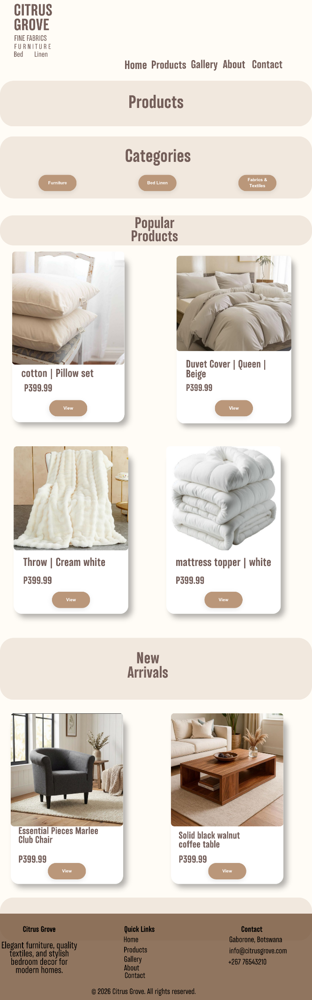 CITRUS
GROVE
FINE FABRICS
FURNITURE
Bed Linen
Home Products Gallery About Contact
Products
Categories
Furniture
Bed Linen
Fabrics &
Textiles
Popular
Products
cotton | Pillow set
P399.99
View
Duvet Cover | Queen |
Beige
P399.99
View
Throw | Cream white
P399.99
View
mattress topper | white
P399.99
View
New
Arrivals
Essential Pieces Marlee
Club Chair
P399.99
View
Solid black walnut
coffee table
P399.99
View
Citrus Grove
Elegant furniture, quality
textiles, and stylish
bedroom decor for
modern homes.
Quick Links
Home
Products
Gallery
About
Contact
Contact
Gaborone, Botswana
info@citrusgrove.com
+267 76543210
© 2026 Citrus Grove. All rights reserved.